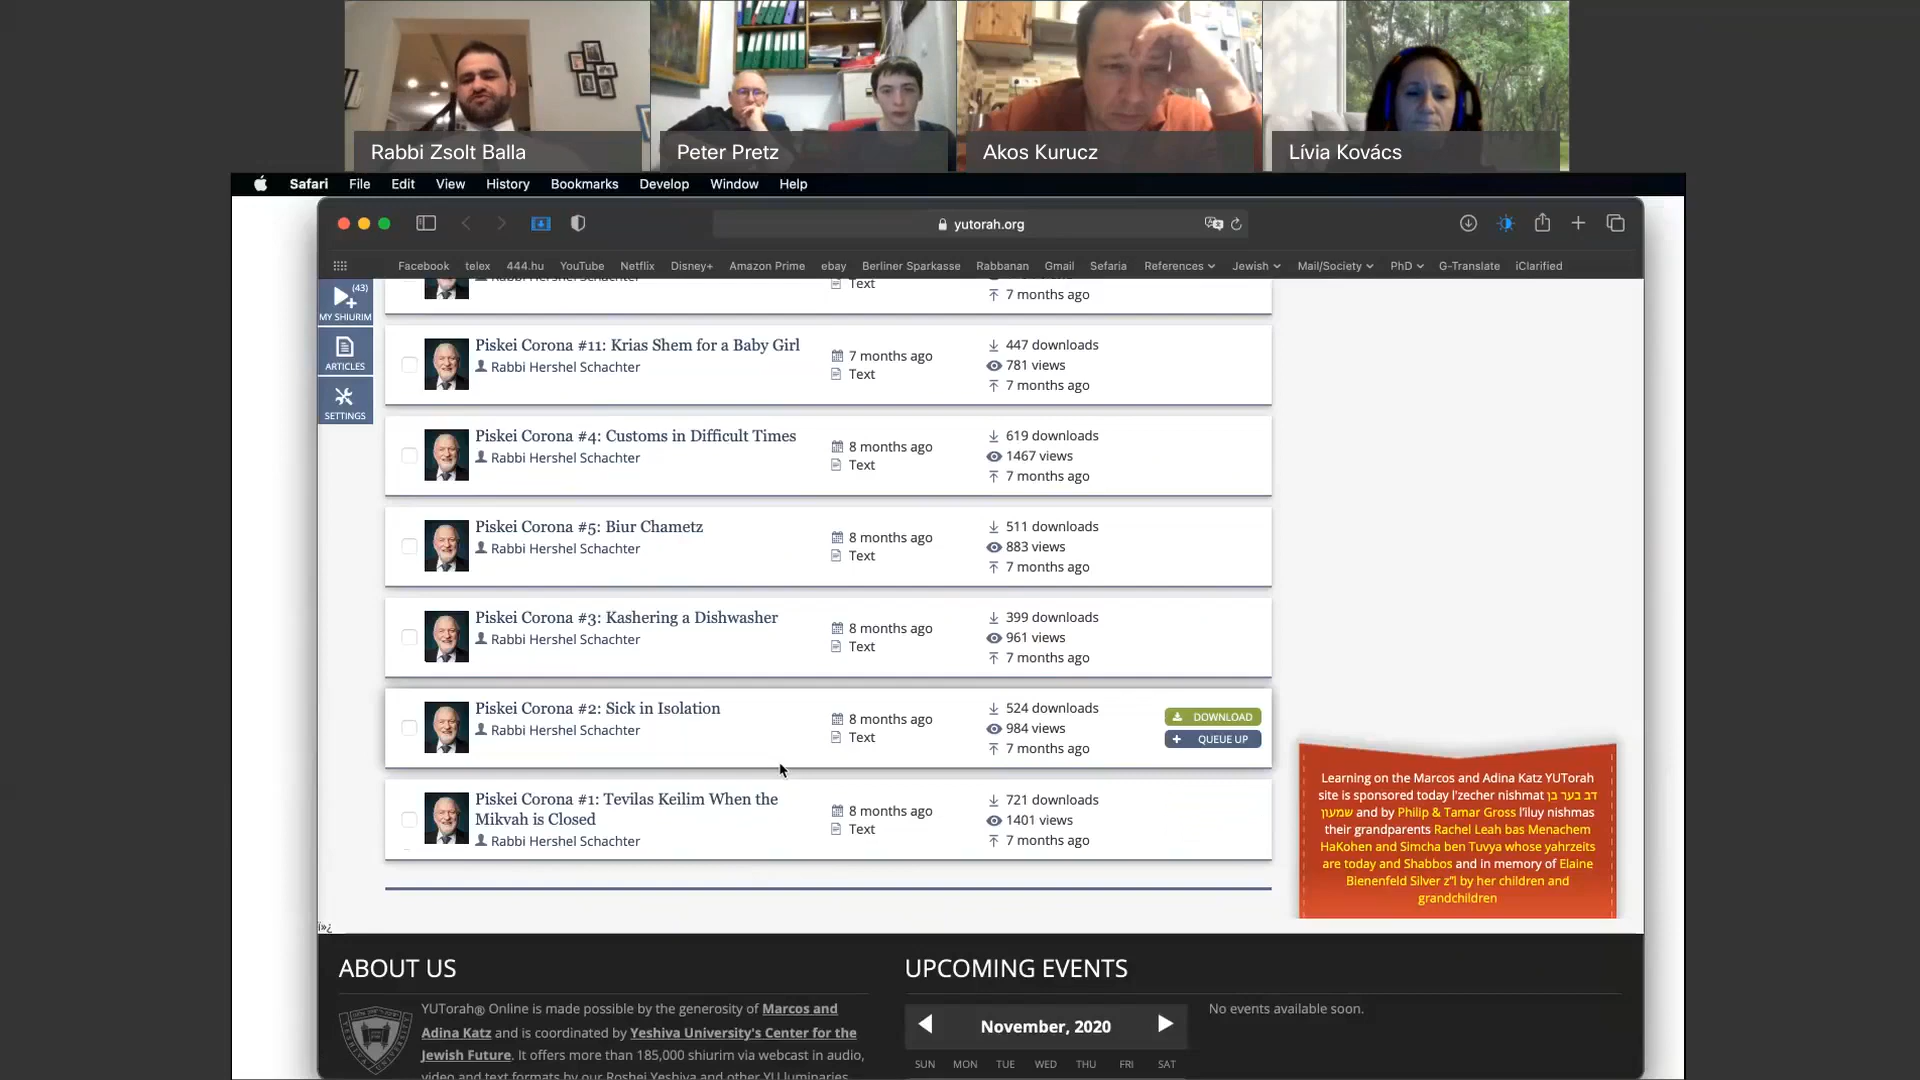 Rabbi Zsolt Balla
Peter Pretz
Akos Kurucz
Lívia Kovács
Safari File Edit View History Bookmarks Develop Window Help
yutorah.org
Facebook telex 444.hu YouTube Netflix Disney+ Amazon Prime ebay Berliner Sparkasse Rabbanan Gmail Sefaria References Jewish Mail/Society PhD G-Translate iClarified
(43)
MY SHIURIM
ARTICLES
SETTINGS
Rabbi Hershel Schachter
Text
7 months ago
Piskei Corona #11: Krias Shem for a Baby Girl
Rabbi Hershel Schachter
7 months ago
Text
447 downloads
781 views
7 months ago
Piskei Corona #4: Customs in Difficult Times
Rabbi Hershel Schachter
8 months ago
Text
619 downloads
1467 views
7 months ago
Piskei Corona #5: Biur Chametz
Rabbi Hershel Schachter
8 months ago
Text
511 downloads
883 views
7 months ago
Piskei Corona #3: Kashering a Dishwasher
Rabbi Hershel Schachter
8 months ago
Text
399 downloads
961 views
7 months ago
Piskei Corona #2: Sick in Isolation
Rabbi Hershel Schachter
8 months ago
Text
524 downloads
984 views
7 months ago
DOWNLOAD
QUEUE UP
Piskei Corona #1: Tevilas Keilim When the
Mikvah is Closed
Rabbi Hershel Schachter
8 months ago
Text
721 downloads
1401 views
7 months ago
Learning on the Marcos and Adina Katz YUTorah
site is sponsored today l'zecher nishmat דב בער בן
שמעון and by Philip & Tamar Gross l'iluy nishmas
their grandparents Rachel Leah bas Menachem
HaKohen and Simcha ben Tuvya whose yahrzeits
are today and Shabbos and in memory of Elaine
Bienenfeld Silver z"l by her children and
grandchildren
ï»¿
ABOUT US
YUTorah® Online is made possible by the generosity of Marcos and
Adina Katz and is coordinated by Yeshiva University's Center for the
Jewish Future. It offers more than 185,000 shiurim via webcast in audio,
video and text formats by our Roshei Yeshiva and other YU luminaries.
UPCOMING EVENTS
November, 2020
SUN MON TUE WED THU FRI SAT
No events available soon.